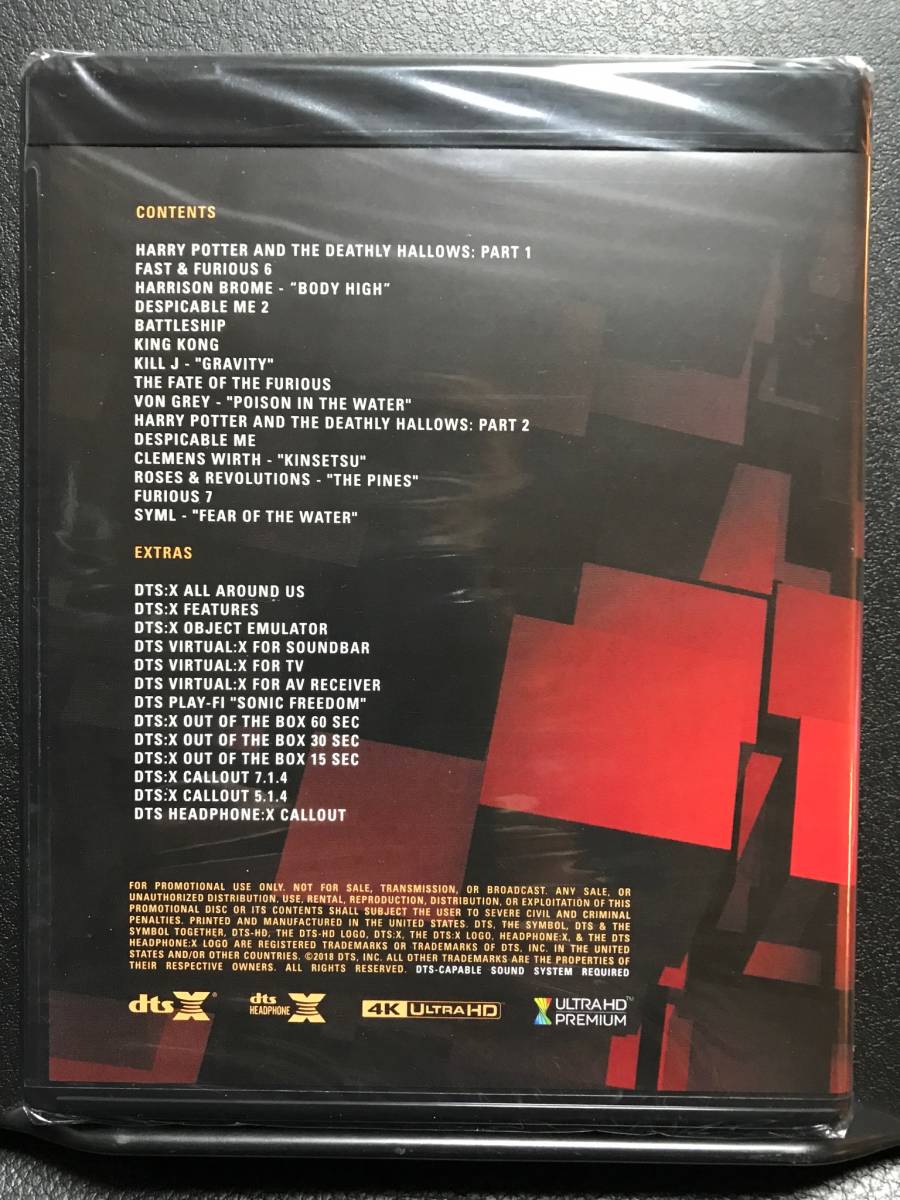 CONTENTS
HARRY POTTER AND THE DEATHLY HALLOWS: PART 1
FAST & FURIOUS 6
HARRISON BROME - "BODY HIGH"
DESPICABLE ME 2
BATTLESHIP
KING KONG
KILL J - "GRAVITY"
THE FATE OF THE FURIOUS
VON GREY - "POISON IN THE WATER"
HARRY POTTER AND THE DEATHLY HALLOWS: PART 2
DESPICABLE ME
CLEMENS WIRTH - "KINSETSU"
ROSES & REVOLUTIONS - "THE PINES"
FURIOUS 7
SYML - "FEAR OF THE WATER"
EXTRAS
DTS:X ALL AROUND US
DTS:X FEATURES
DTS:X OBJECT EMULATOR
DTS VIRTUAL:X FOR SOUNDBAR
DTS VIRTUAL:X FOR TV
DTS VIRTUAL:X FOR AV RECEIVER
DTS PLAY-FI "SONIC FREEDOM"
DTS:X OUT OF THE BOX 60 SEC
DTS:X OUT OF THE BOX 30 SEC
DTS:X OUT OF THE BOX 15 SEC
DTS:X CALLOUT 7.1.4
DTS:X CALLOUT 5.1.4
DTS HEADPHONE:X CALLOUT
FOR PROMOTIONAL USE ONLY. NOT FOR SALE, TRANSMISSION, OR BROADCAST. ANY SALE, OR
UNAUTHORIZED DISTRIBUTION, USE, RENTAL, REPRODUCTION, DISTRIBUTION, OR EXPLOITATION OF THIS
PROMOTIONAL DISC OR ITS CONTENTS SHALL SUBJECT THE USER TO SEVERE CIVIL AND CRIMINAL
PENALTIES. PRINTED AND MANUFACTURED IN THE UNITED STATES. DTS, THE SYMBOL, DTS & THE
SYMBOL TOGETHER, DTS-HD, THE DTS-HD LOGO, DTS:X, THE DTS:X LOGO, HEADPHONE:X, & THE DTS
HEADPHONE:X LOGO ARE REGISTERED TRADEMARKS OR TRADEMARKS OF DTS, INC. IN THE UNITED
STATES AND/OR OTHER COUNTRIES. ©2018 DTS, INC. ALL OTHER TRADEMARKS ARE THE PROPERTIES OF
THEIR RESPECTIVE OWNERS. ALL RIGHTS RESERVED. DTS-CAPABLE SOUND SYSTEM REQUIRED
dts X®
dts HEADPHONE X
4K ULTRA HD
ULTRA HD™
PREMIUM